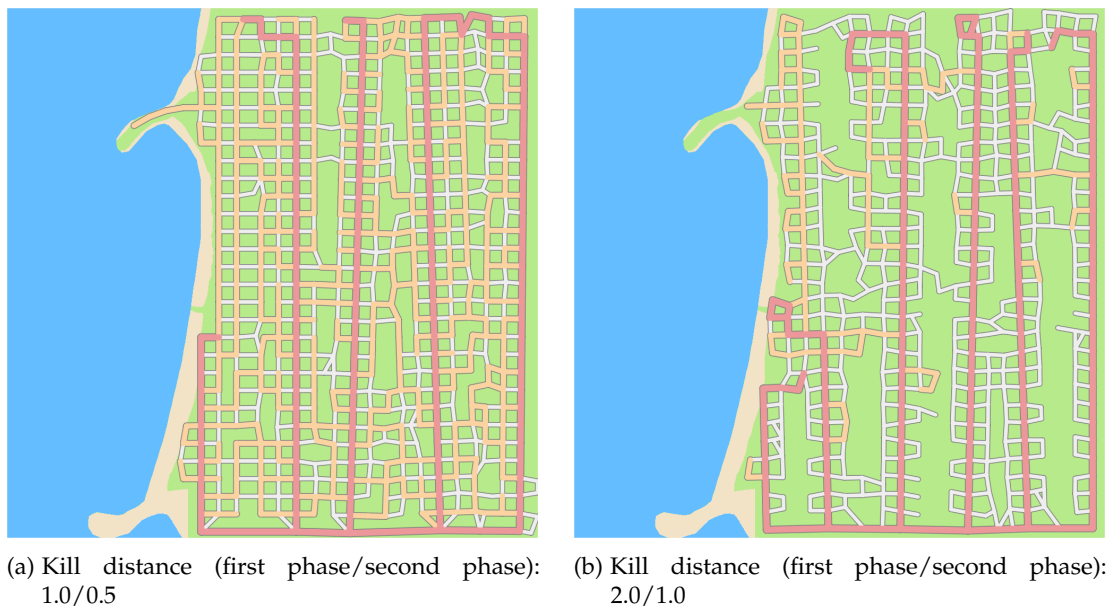 (a) Kill distance (first phase/second phase):
1.0/0.5
(b) Kill distance (first phase/second phase):
2.0/1.0